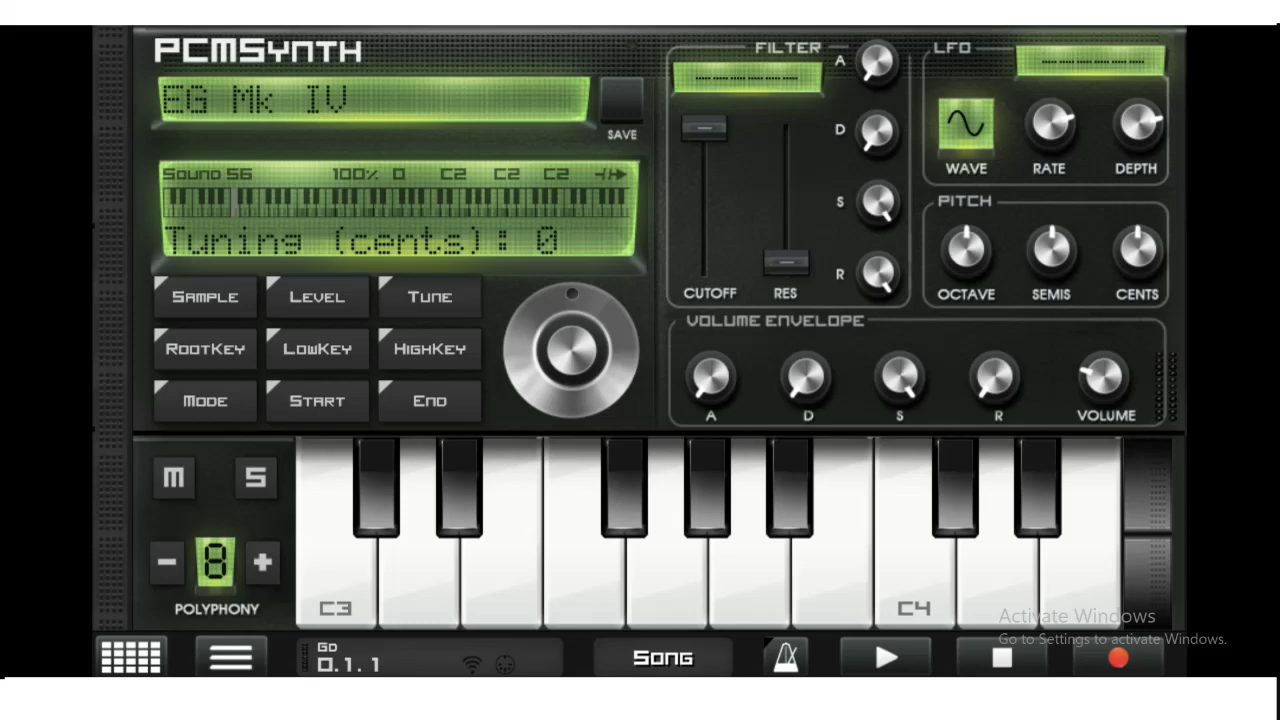 PCMSynth
EG Mk IV
SAVE
Sound 56 100% 0 C2 C2 C2
Tuning (cents): 0
Sample Level Tune
RootKey LowKey HighKey
Mode Start End
FILTER
A
D
S
R
CUTOFF RES
LFO
WAVE RATE DEPTH
PITCH
OCTAVE SEMIS CENTS
VOLUME ENVELOPE
A D S R VOLUME
M S
- 8 +
POLYPHONY
C3 C4
Go
0.1.1
Song
Activate Windows
Go to Settings to activate Windows.